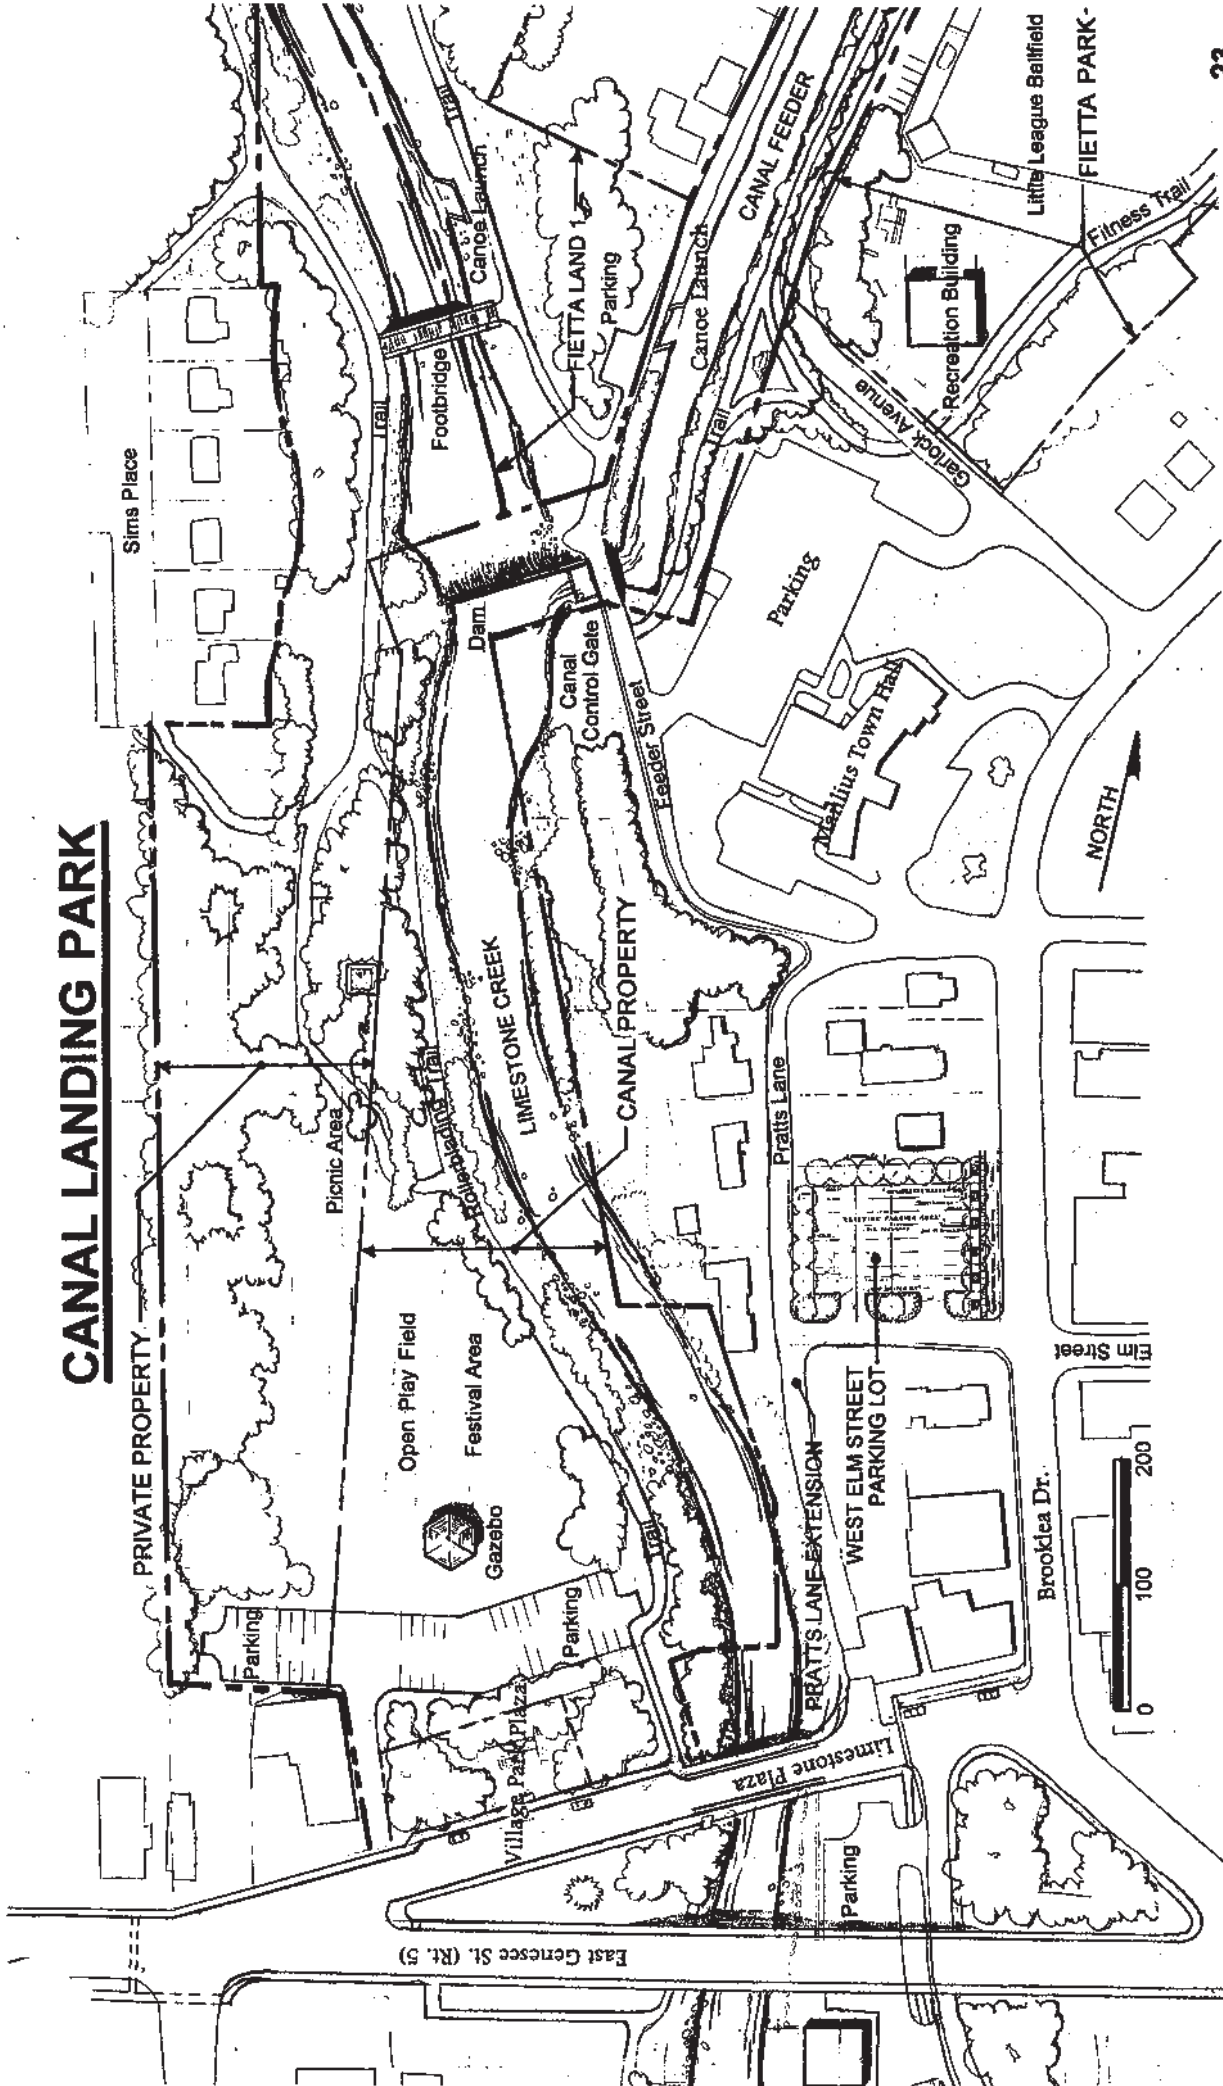 CANAL LANDING PARK
PRIVATE PROPERTY
Sims Place
Picnic Area
Parking
Open Play Field
Festival Area
Gazebo
Parking
Village Park Plaza
Trail
Rollerblading Trail
LIMESTONE CREEK
CANAL PROPERTY
Dam
Canal
Control Gate
Feeder Street
Trail
Footbridge
Canoe Launch
Trail
FIETTA LAND
Parking
Canoe Launch
CANAL FEEDER
Trail
Garlock Avenue
Recreation Building
Little League Ballfield
FIETTA PARK
Fitness Trail
Parking
Manlius Town Hall
NORTH
Pratts Lane
PRATTS LANE EXTENSION
WEST ELM STREET
PARKING LOT
Elm Street
Brooklea Dr.
0 100 200
Limestone Plaza
Parking
East Genesee St. (Rt. 5)